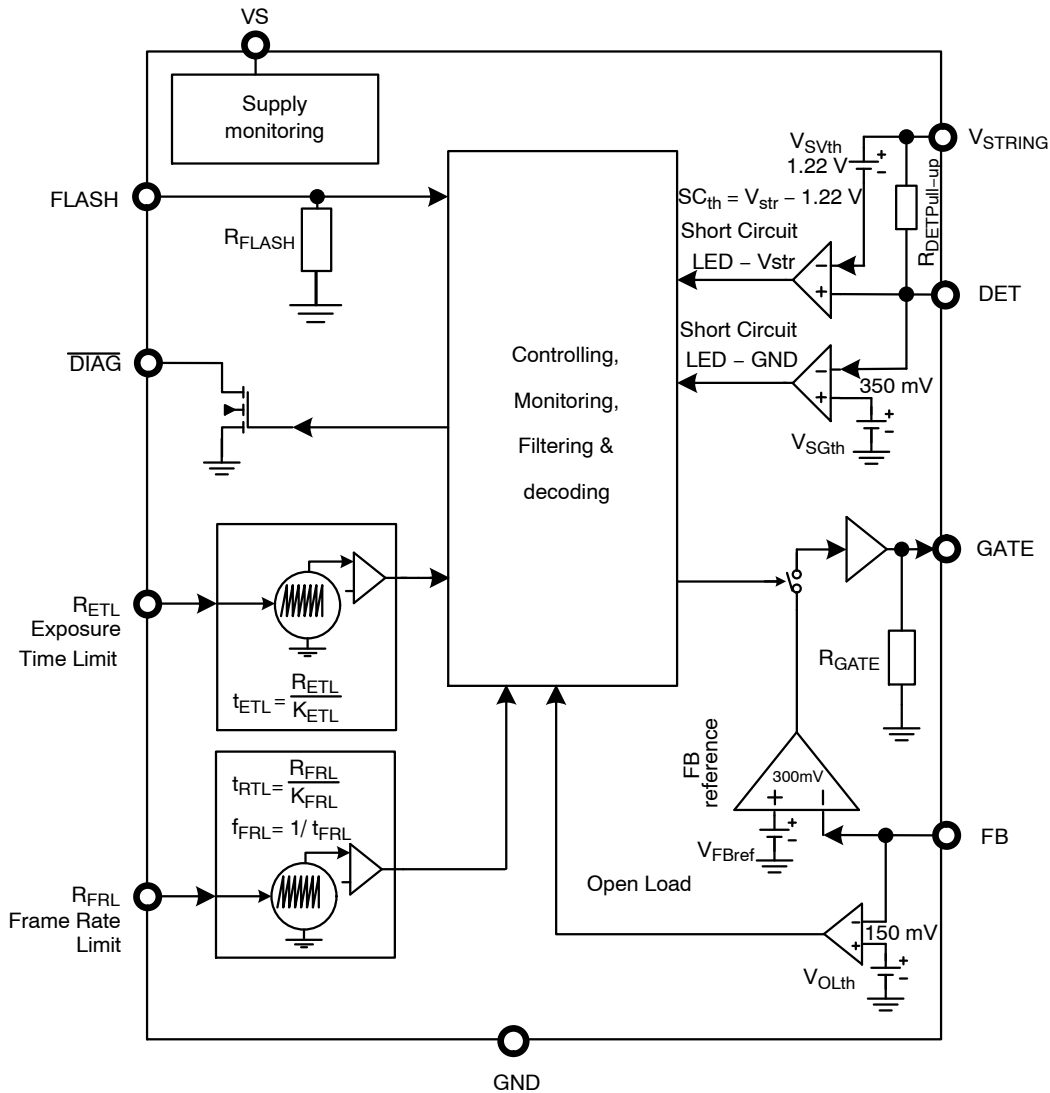 VS
Supply
monitoring
FLASH
R_FLASH
DIAG
R_ETL
Exposure
Time Limit
t_ETL = R_ETL / K_ETL
t_RTL = R_FRL / K_FRL
f_FRL = 1/ t_FRL
R_FRL
Frame Rate
Limit
Controlling,
Monitoring,
Filtering &
decoding
V_SVth
1.22 V
+
-
SC_th = V_str − 1.22 V
Short Circuit
LED − Vstr
−
+
V_STRING
R_DETPull−up
DET
Short Circuit
LED − GND
−
+
350 mV
+
-
V_SGth
GATE
R_GATE
FB
reference
300mV
+ −
+
-
V_FBref
FB
Open Load
−
+
150 mV
+
-
V_OLth
GND